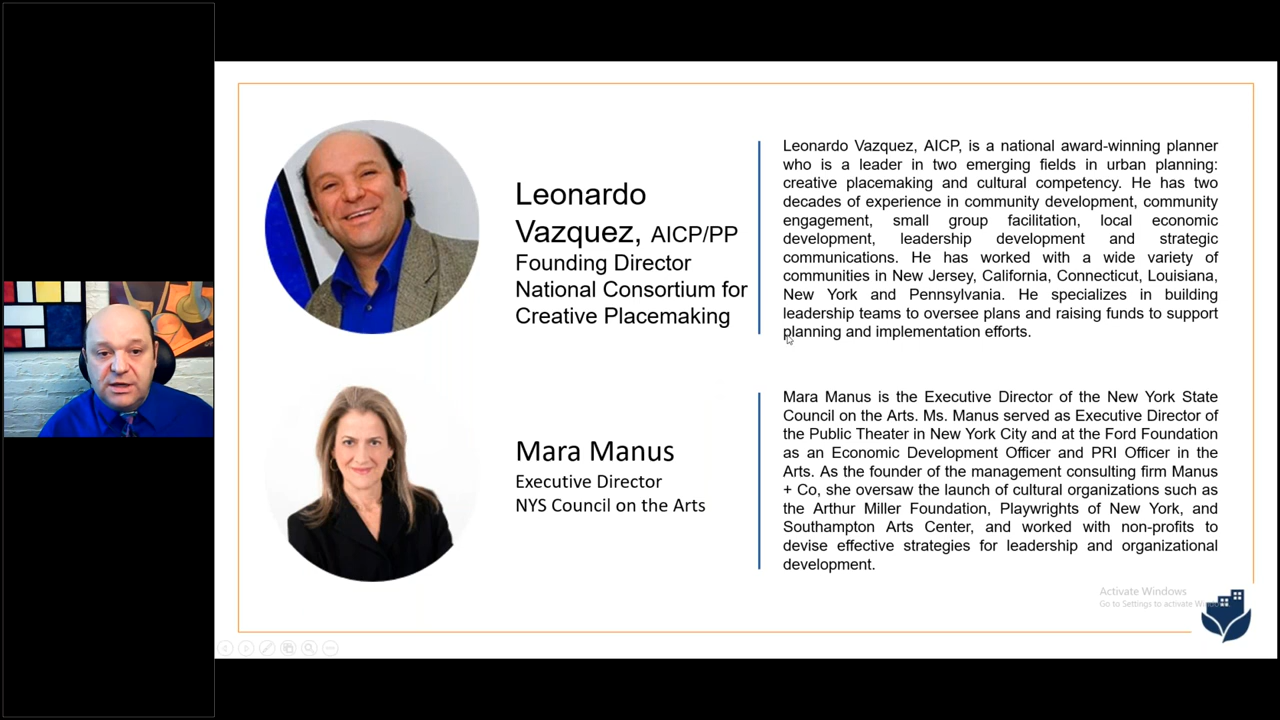 Leonardo
Vazquez, AICP/PP
Founding Director
National Consortium for
Creative Placemaking
Leonardo Vazquez, AICP, is a national award-winning planner
who is a leader in two emerging fields in urban planning:
creative placemaking and cultural competency. He has two
decades of experience in community development, community
engagement, small group facilitation, local economic
development, leadership development and strategic
communications. He has worked with a wide variety of
communities in New Jersey, California, Connecticut, Louisiana,
New York and Pennsylvania. He specializes in building
leadership teams to oversee plans and raising funds to support
planning and implementation efforts.
Mara Manus
Executive Director
NYS Council on the Arts
Mara Manus is the Executive Director of the New York State
Council on the Arts. Ms. Manus served as Executive Director of
the Public Theater in New York City and at the Ford Foundation
as an Economic Development Officer and PRI Officer in the
Arts. As the founder of the management consulting firm Manus
+ Co, she oversaw the launch of cultural organizations such as
the Arthur Miller Foundation, Playwrights of New York, and
Southampton Arts Center, and worked with non-profits to
devise effective strategies for leadership and organizational
development.
Activate Windows
Go to Settings to activate Windows.